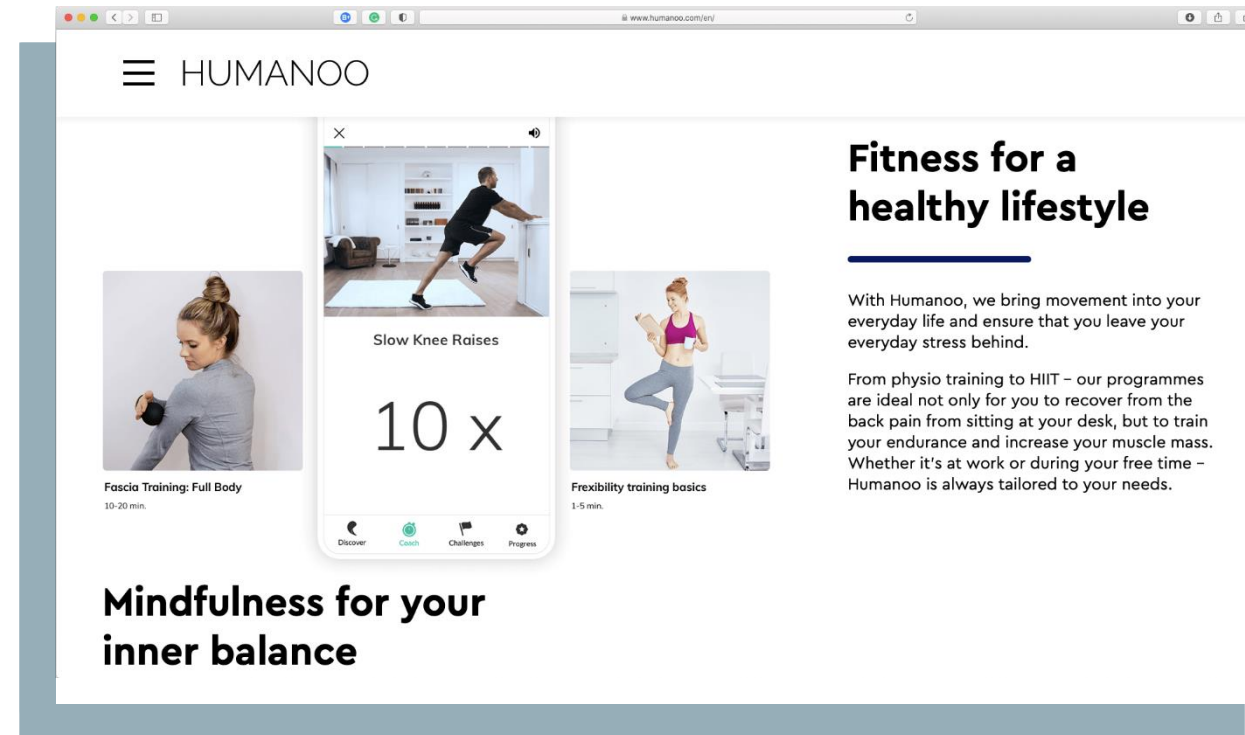 www.humanoo.com/en/
HUMANOO
Slow Knee Raises
10 x
Discover
Coach
Challenges
Progress
Fascia Training: Full Body
10-20 min.
Frexibility training basics
1-5 min.
Fitness for a
healthy lifestyle
With Humanoo, we bring movement into your
everyday life and ensure that you leave your
everyday stress behind.
From physio training to HIIT – our programmes
are ideal not only for you to recover from the
back pain from sitting at your desk, but to train
your endurance and increase your muscle mass.
Whether it's at work or during your free time –
Humanoo is always tailored to your needs.
Mindfulness for your
inner balance